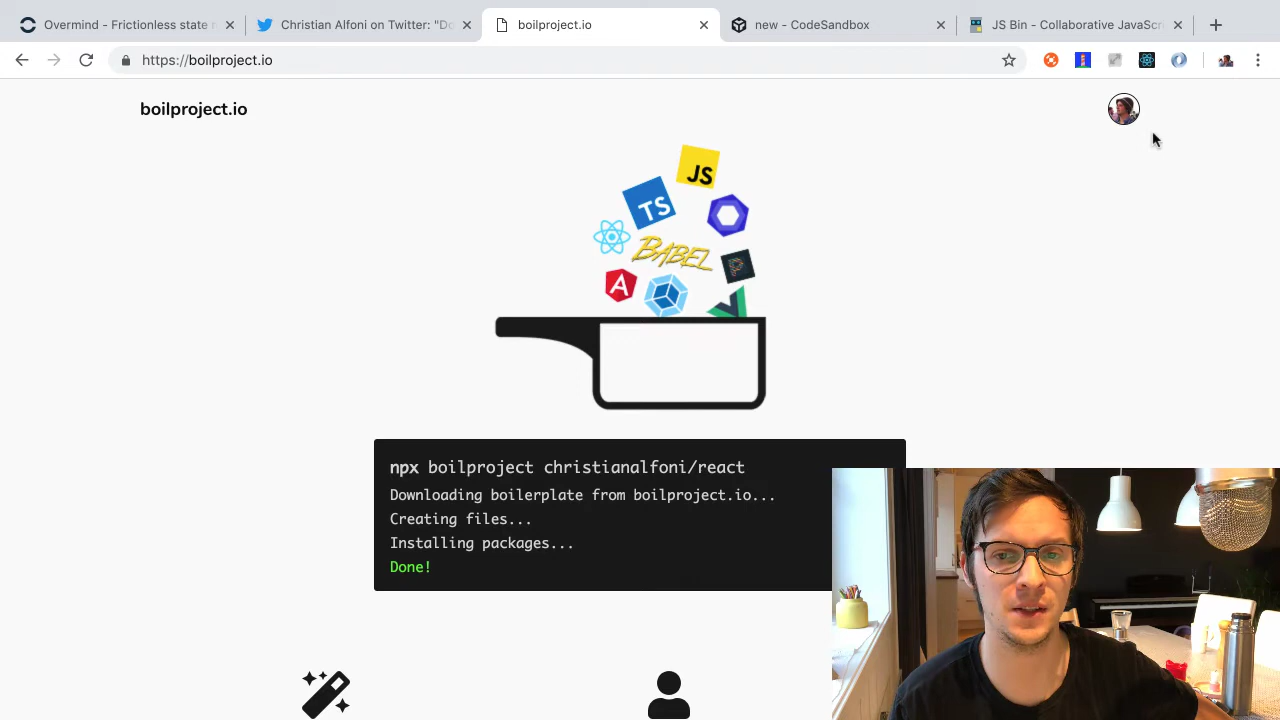 Overmind - Frictionless state
Christian Alfoni on Twitter: "Do
boilproject.io
new - CodeSandbox
JS Bin - Collaborative JavaScri
https://boilproject.io
boilproject.io
JS
TS
BABEL
A
npx boilproject christianalfoni/react
Downloading boilerplate from boilproject.io...
Creating files...
Installing packages...
Done!